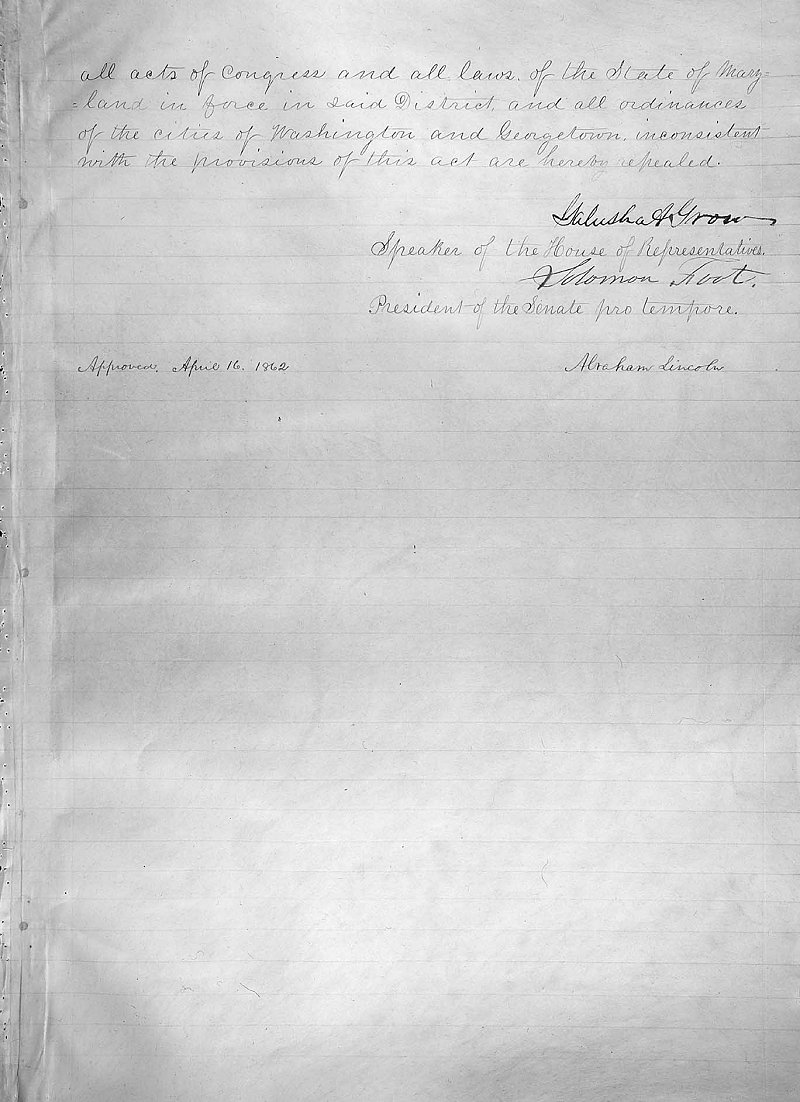 all acts of Congress and all laws. of the State of Mary=
=land in force in said District, and all ordinances
of the cities of Washington and Georgetown, inconsistent
with the provisions of this act are hereby repealed.
Galusha A Grow
Speaker of the House of Representatives.
Solomon Foot.
President of the Senate pro tempore.
Approved, April 16. 1862
Abraham Lincoln